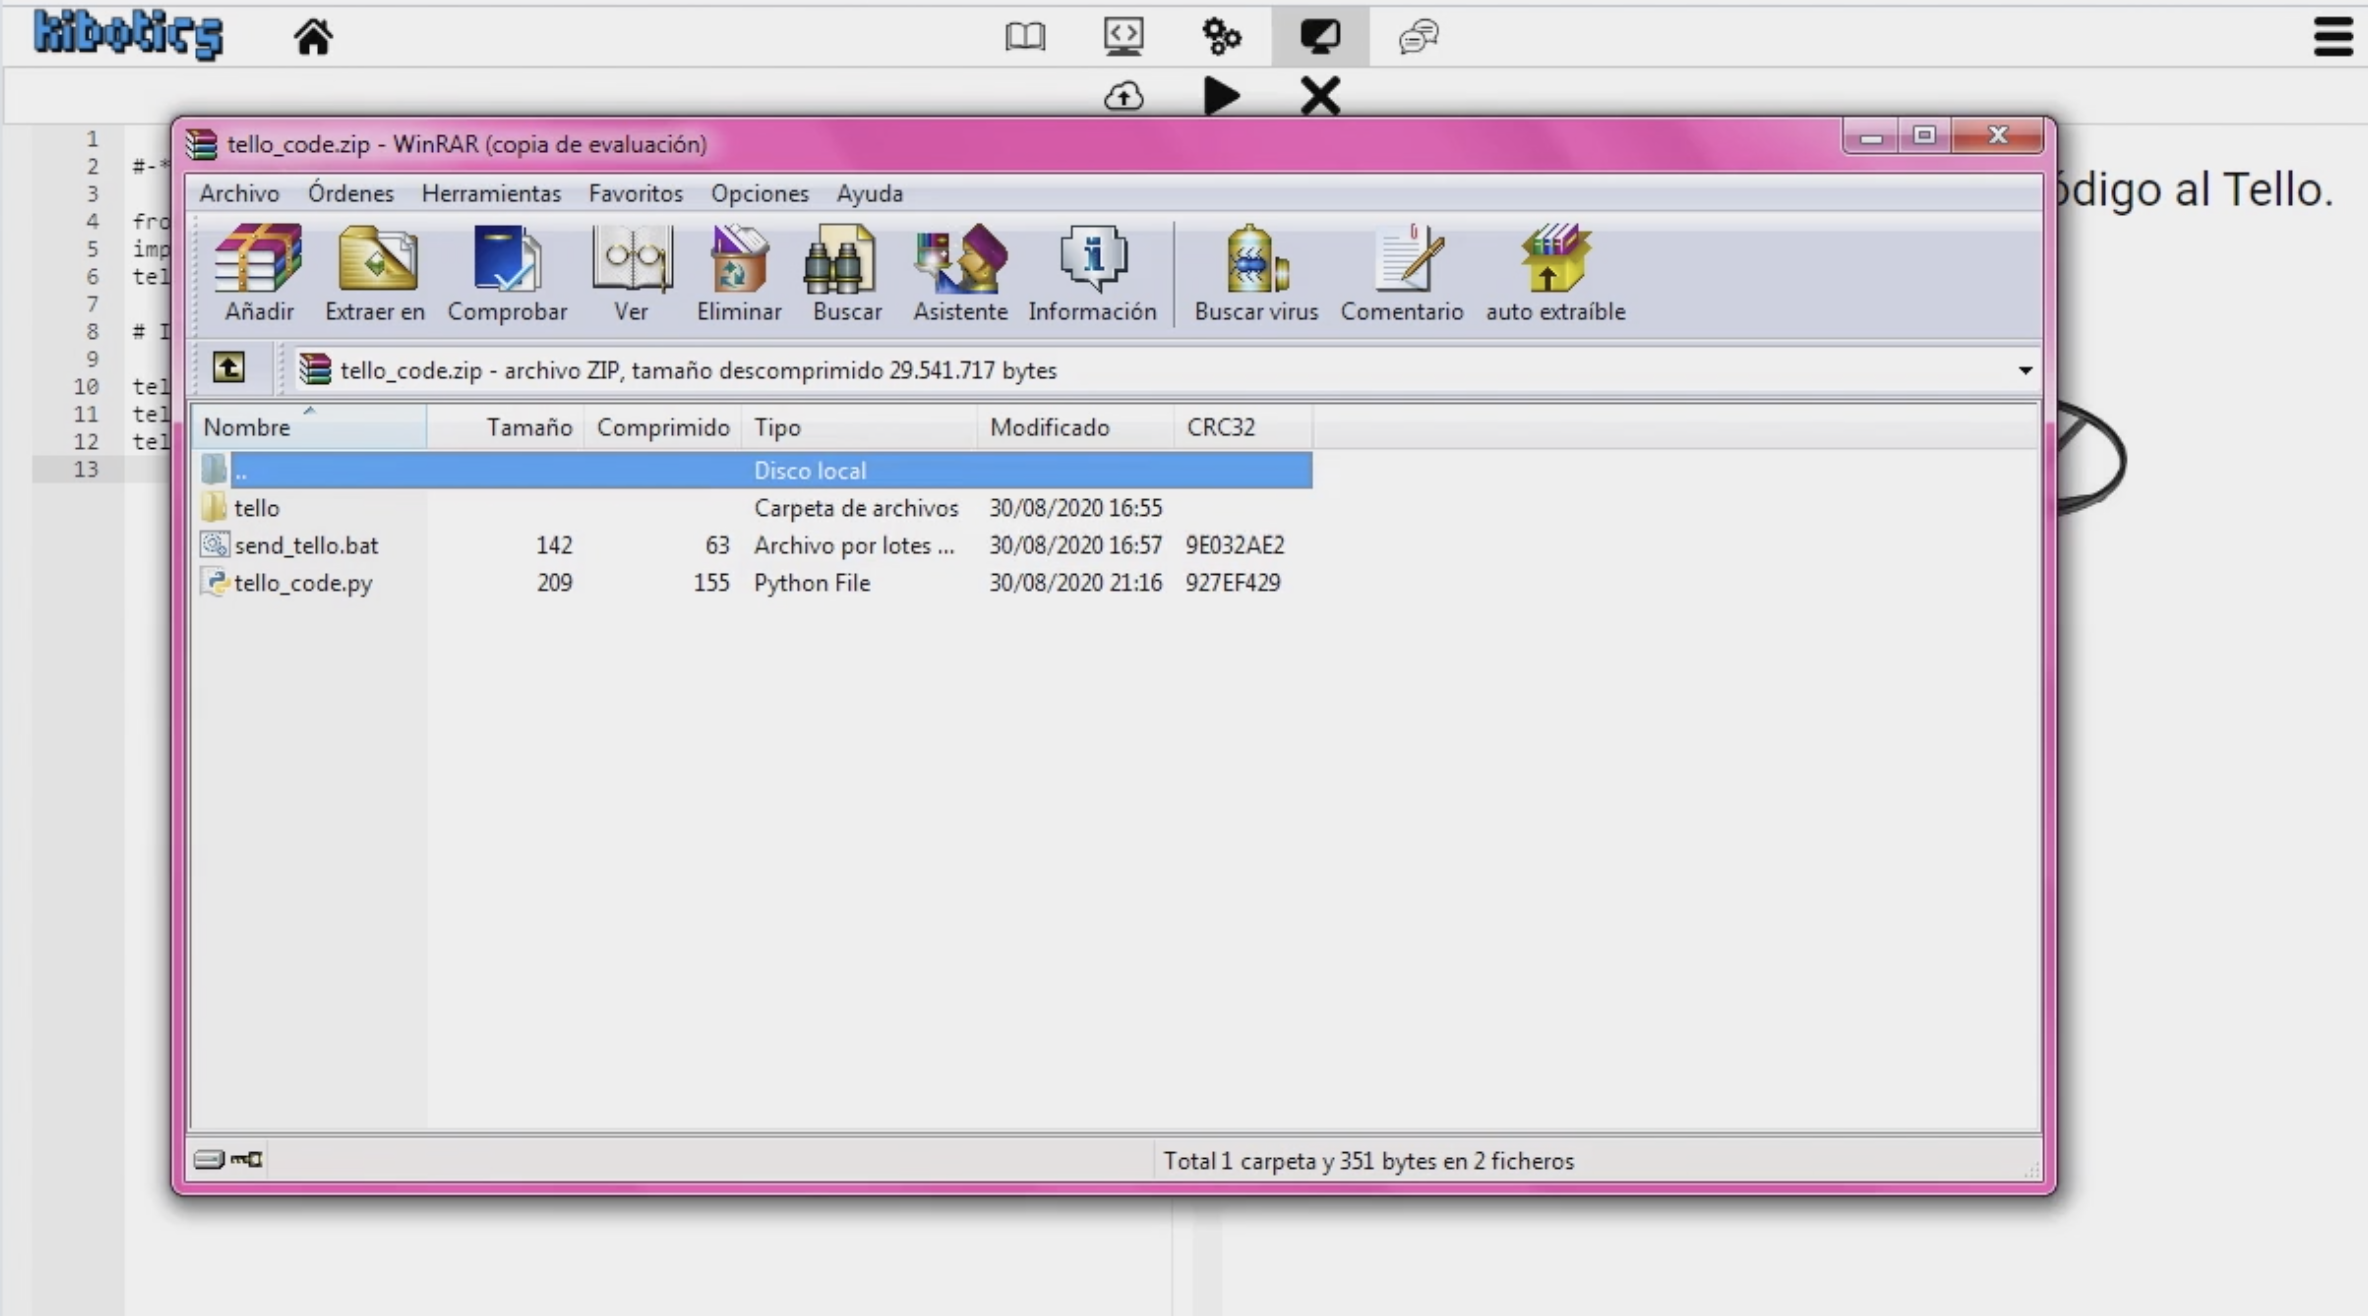 kibotics
tello_code.zip - WinRAR (copia de evaluación)
Archivo Órdenes Herramientas Favoritos Opciones Ayuda
Añadir Extraer en Comprobar Ver Eliminar Buscar Asistente Información Buscar virus Comentario auto extraíble
tello_code.zip - archivo ZIP, tamaño descomprimido 29.541.717 bytes
Nombre Tamaño Comprimido Tipo Modificado CRC32
.. Disco local
tello Carpeta de archivos 30/08/2020 16:55
send_tello.bat 142 63 Archivo por lotes ... 30/08/2020 16:57 9E032AE2
tello_code.py 209 155 Python File 30/08/2020 21:16 927EF429
Total 1 carpeta y 351 bytes en 2 ficheros
1
2 #-*
3
4 fro
5 imp
6 tel
7
8 # I
9
10 tel
11 tel
12 tel
13
ódigo al Tello.